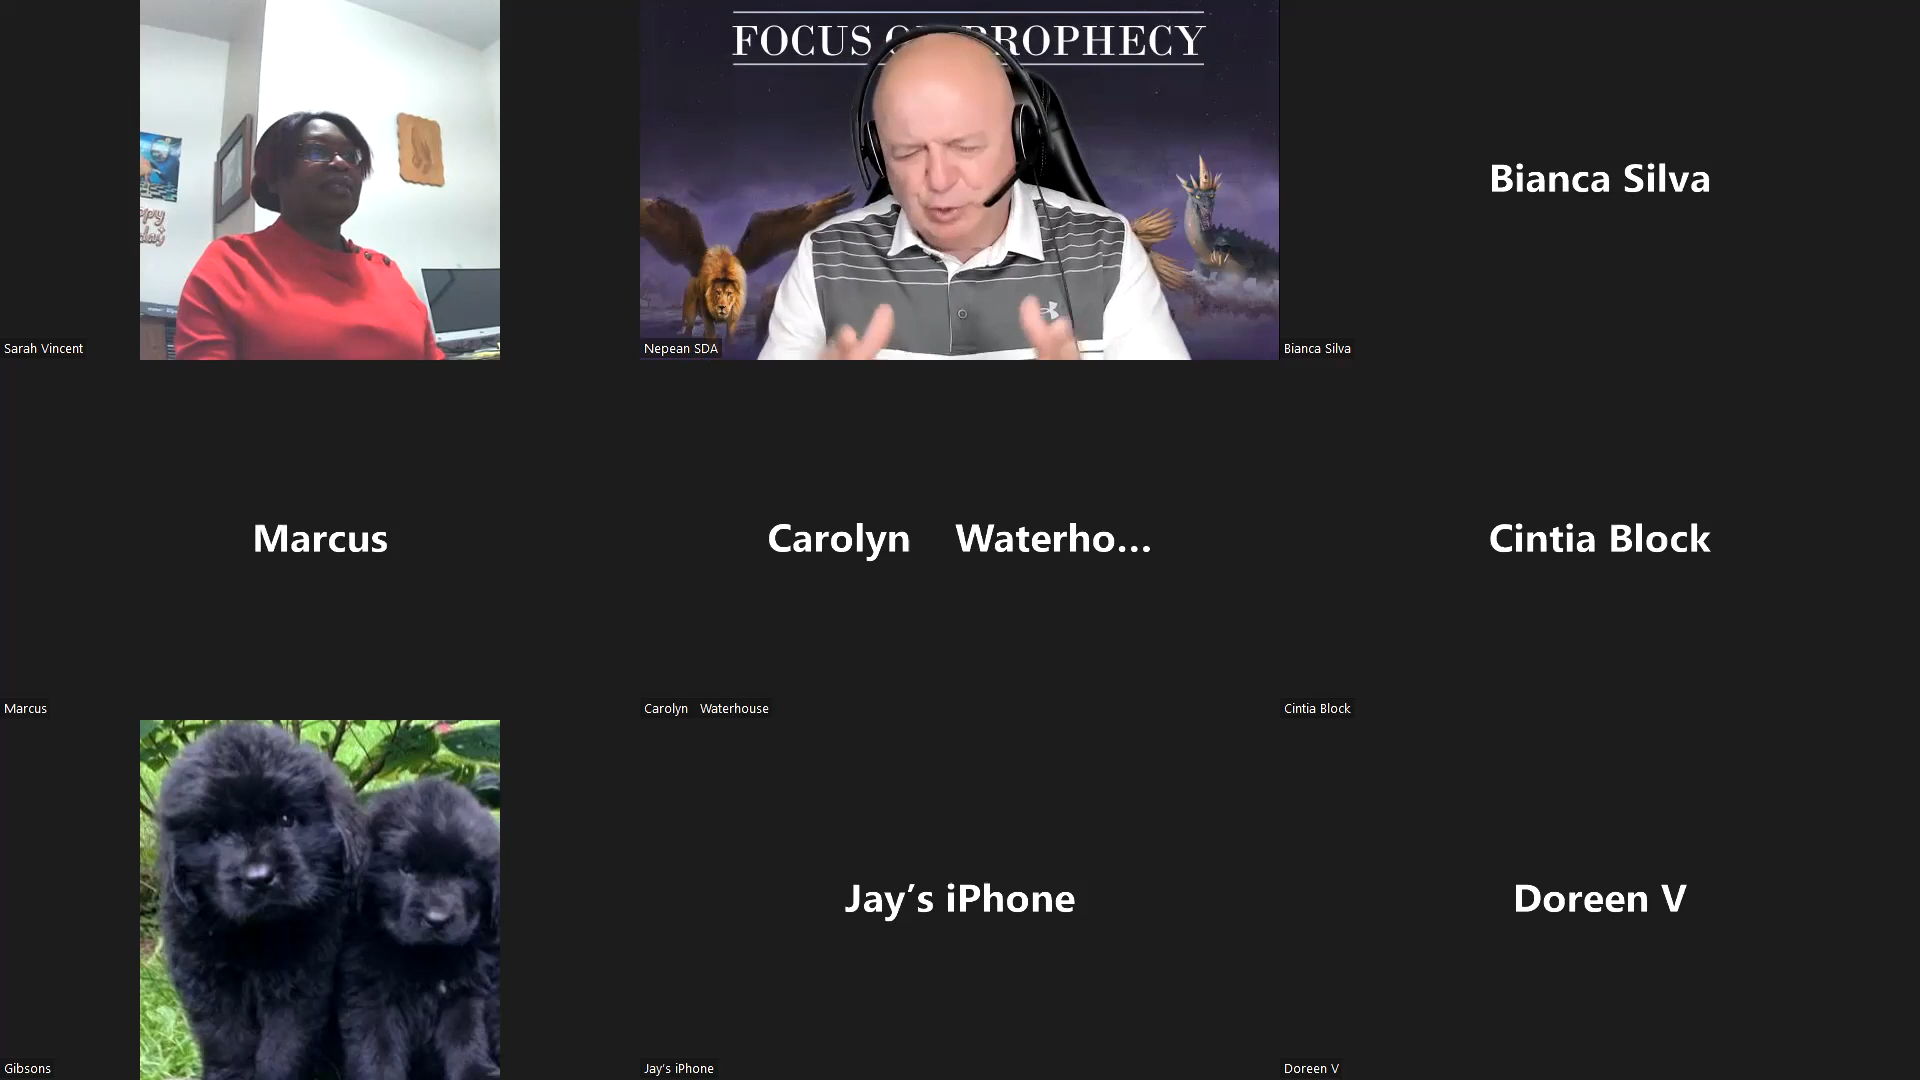 FOCUS ON PROPHECY
Sarah Vincent
Nepean SDA
Bianca Silva
Bianca Silva
Marcus
Carolyn Waterho...
Cintia Block
Marcus
Carolyn Waterhouse
Cintia Block
Jay's iPhone
Doreen V
Gibsons
Jay's iPhone
Doreen V